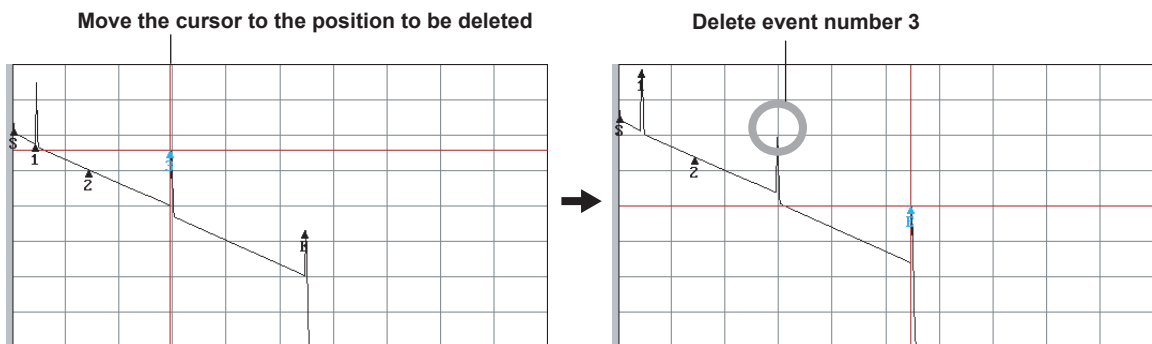 Move the cursor to the position to be deleted
Delete event number 3
S
1
2
3
E
S
1
2
E